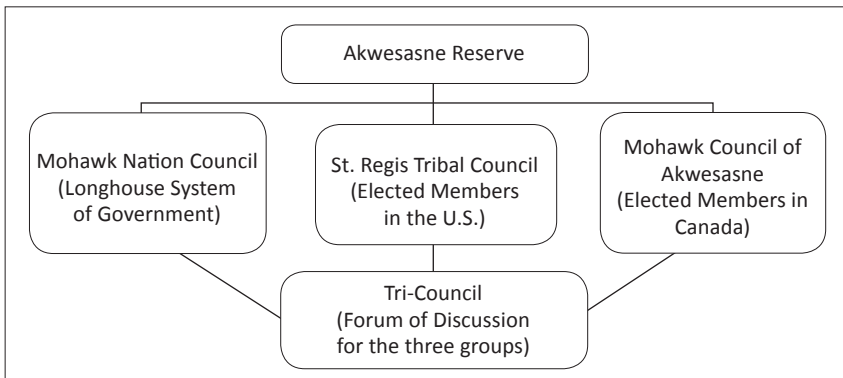 Akwesasne Reserve
Mohawk Nation Council
(Longhouse System
of Government)
St. Regis Tribal Council
(Elected Members
in the U.S.)
Mohawk Council of
Akwesasne
(Elected Members in
Canada)
Tri-Council
(Forum of Discussion
for the three groups)